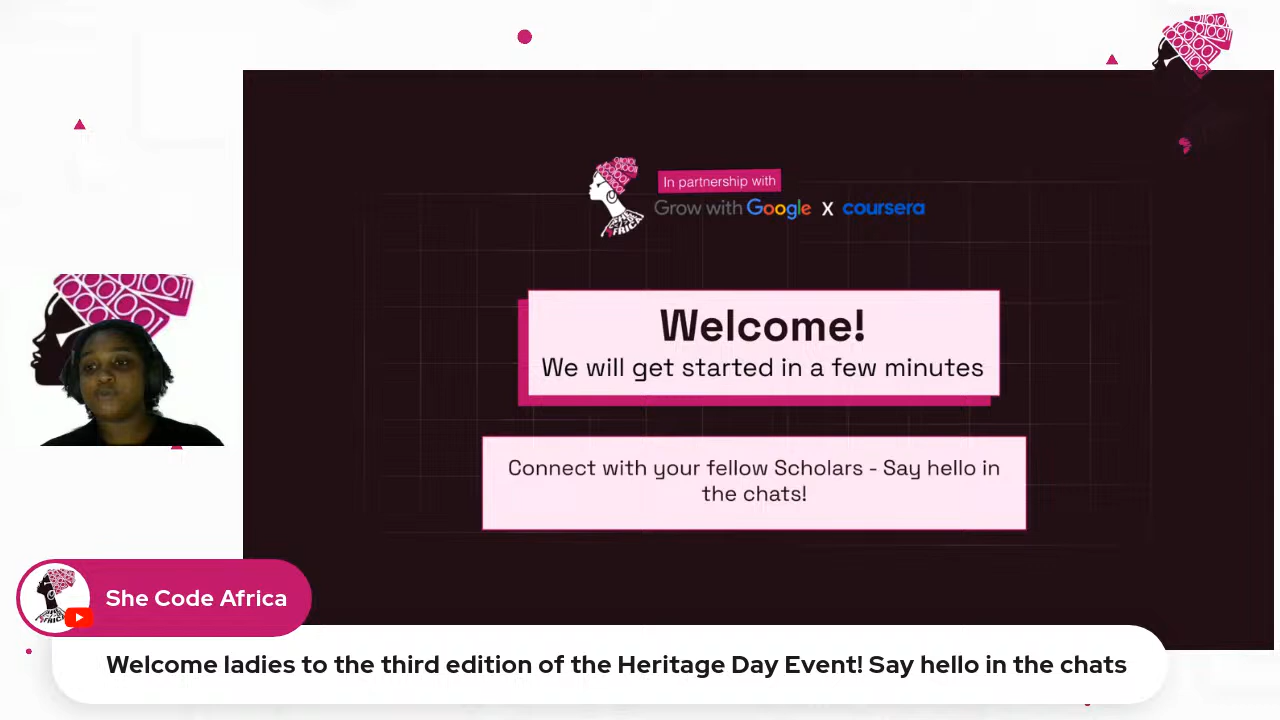 In partnership with
Grow with Google X coursera
Welcome!
We will get started in a few minutes
Connect with your fellow Scholars - Say hello in
the chats!
She Code Africa
Welcome ladies to the third edition of the Heritage Day Event! Say hello in the chats